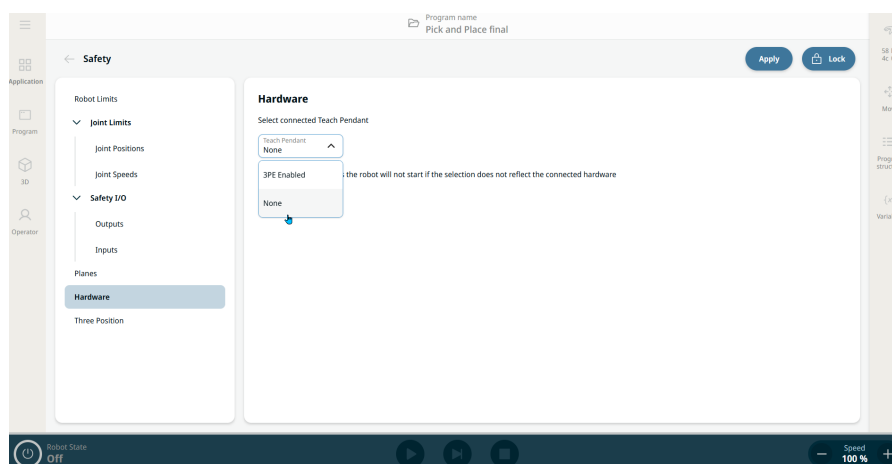 Program name
Pick and Place final
Safety
Apply
Lock
Application
Program
3D
Operator
Robot Limits
Joint Limits
Joint Positions
Joint Speeds
Safety I/O
Outputs
Inputs
Planes
Hardware
Three Position
Hardware
Select connected Teach Pendant
Teach Pendant
None
3PE Enabled
the robot will not start if the selection does not reflect the connected hardware
None
58
4c
Robot State
Off
Speed
100 %